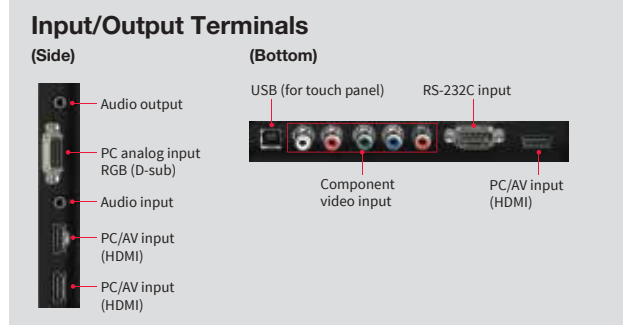 Input/Output Terminals
(Side)
Audio output
PC analog input
RGB (D-sub)
Audio input
PC/AV input
(HDMI)
PC/AV input
(HDMI)
(Bottom)
USB (for touch panel)
RS-232C input
Component
video input
PC/AV input
(HDMI)